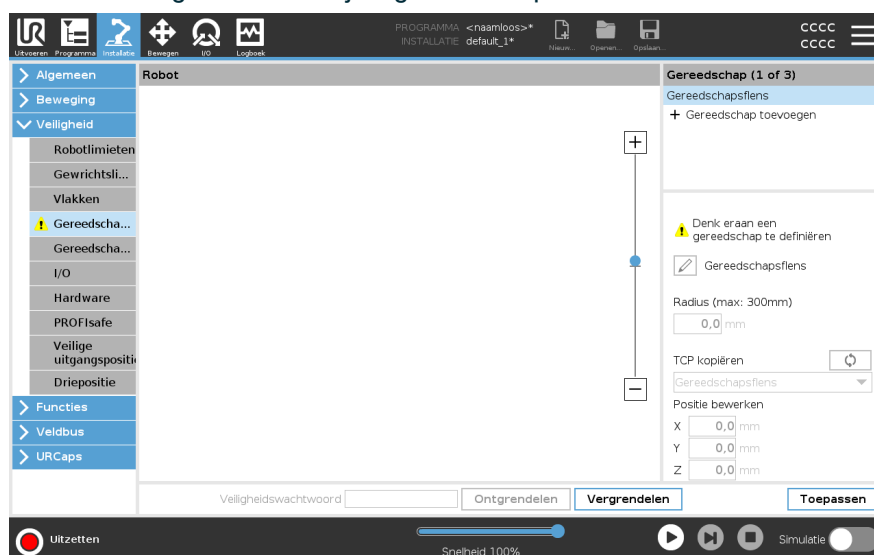 PROGRAMMA <naamloos>*
INSTALLATIE default_1*
cccc
cccc
Uitvoeren Programma Installatie Bewegen I/O Logboek Nieuw... Openen... Opslaan...
Algemeen
Beweging
Veiligheid
Robotlimieten
Gewrichtsli...
Vlakken
Gereedscha...
Gereedscha...
I/O
Hardware
PROFIsafe
Veilige
Driepositie
Functies
Veldbus
URCaps
Robot
Gereedschap (1 of 3)
Gereedschapsflens
+ Gereedschap toevoegen
Denk eraan een
gereedschap te definiëren
Gereedschapsflens
Radius (max: 300mm)
0,0 mm
TCP kopiëren
Gereedschapsflens
Positie bewerken
X 0,0 mm
Y 0,0 mm
Z 0,0 mm
Veiligheidswachtwoord Ontgrendelen Vergrendelen Toepassen
Uitzetten
Snelheid 100%
Simulatie